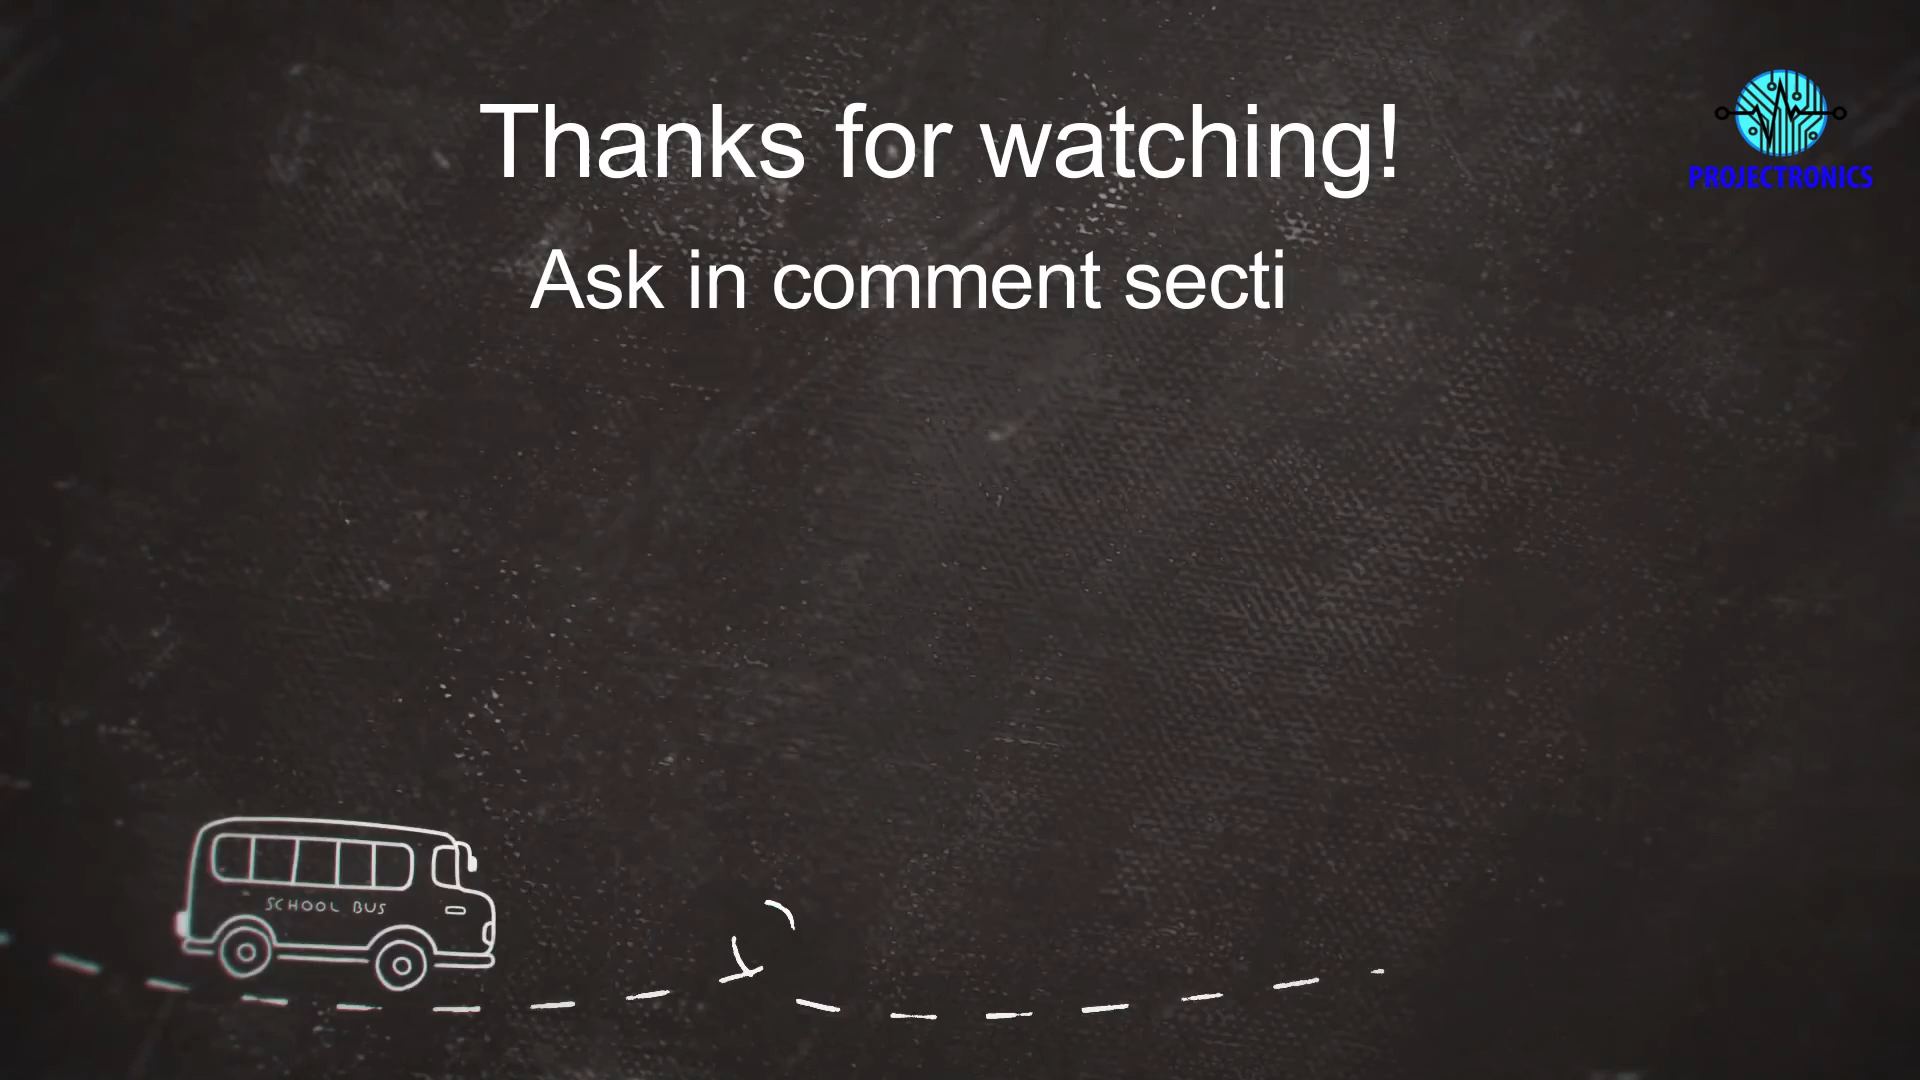 Thanks for watching!
PROJECTRONICS
Ask in comment secti
SCHOOL BUS